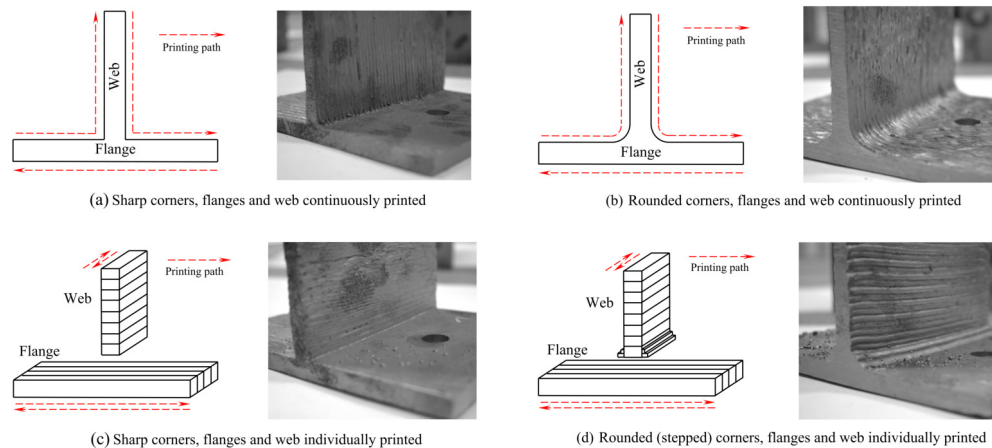 Web
Printing path
Flange
(a) Sharp corners, flanges and web continuously printed
Web
Printing path
Flange
(b) Rounded corners, flanges and web continuously printed
Printing path
Web
Flange
(c) Sharp corners, flanges and web individually printed
Printing path
Web
Flange
(d) Rounded (stepped) corners, flanges and web individually printed